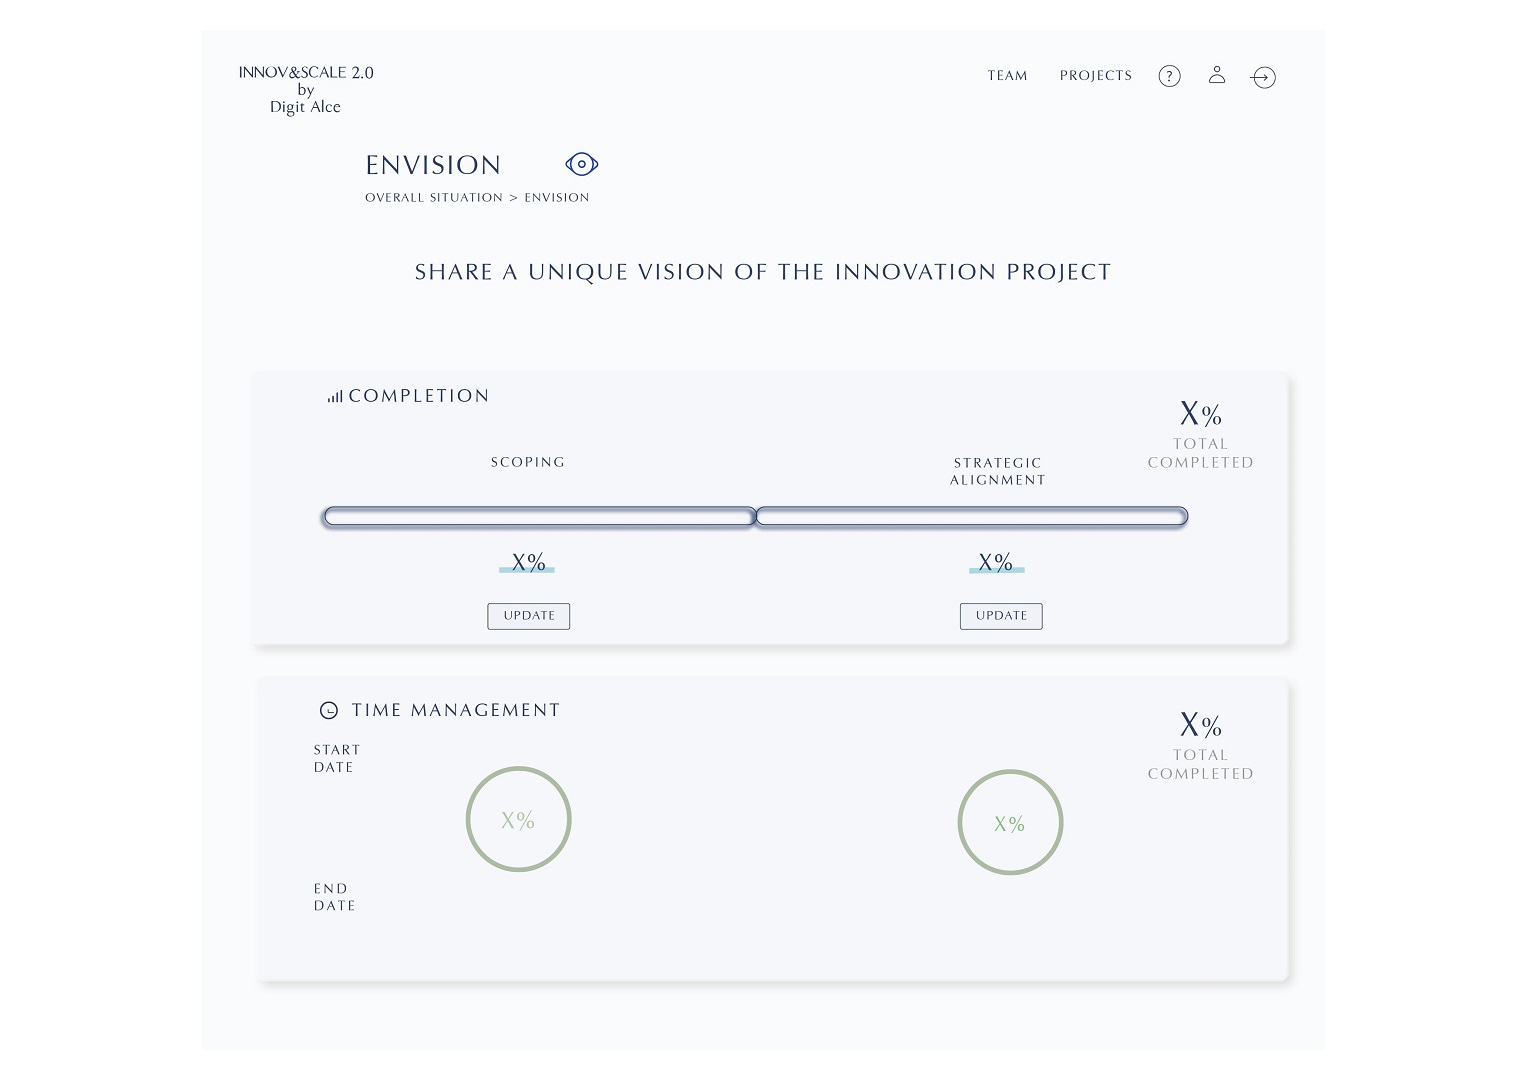 INNOV&SCALE 2.0
by
Digit Alce
TEAM
PROJECTS
?
ENVISION
OVERALL SITUATION > ENVISION
SHARE A UNIQUE VISION OF THE INNOVATION PROJECT
COMPLETION
X%
TOTAL
COMPLETED
SCOPING
STRATEGIC
ALIGNMENT
X%
X%
UPDATE
UPDATE
TIME MANAGEMENT
X%
TOTAL
COMPLETED
START
DATE
X%
X%
END
DATE